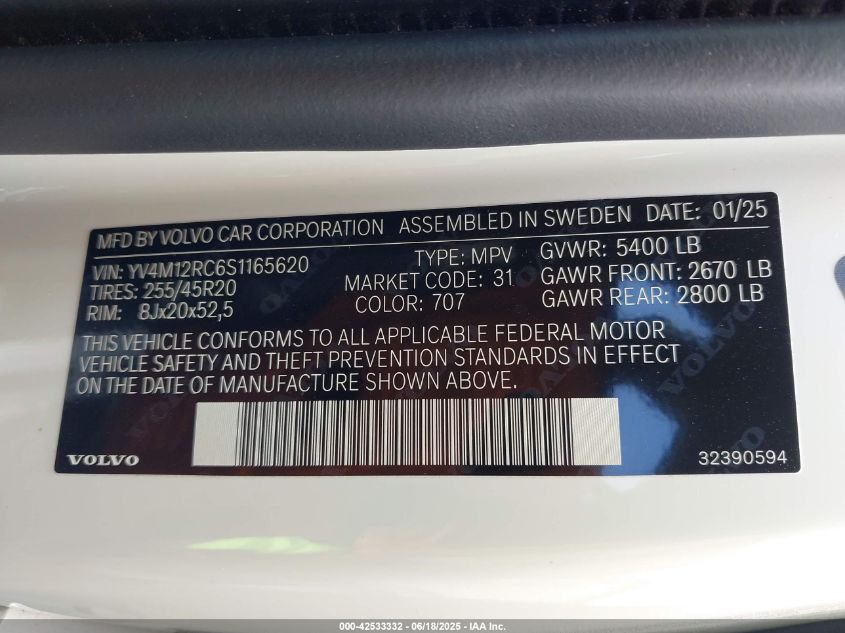 MFD BY VOLVO CAR CORPORATION ASSEMBLED IN SWEDEN DATE: 01/25
VIN: YV4M12RC6S1165620 TYPE: MPV GVWR: 5400 LB
TIRES: 255/45R20 MARKET CODE: 31 GAWR FRONT: 2670 LB
RIM: 8Jx20x52,5 COLOR: 707 GAWR REAR: 2800 LB
THIS VEHICLE CONFORMS TO ALL APPLICABLE FEDERAL MOTOR
VEHICLE SAFETY AND THEFT PREVENTION STANDARDS IN EFFECT
ON THE DATE OF MANUFACTURE SHOWN ABOVE.
VOLVO 32390594
000-42533332 - 06/18/2025 - IAA Inc.